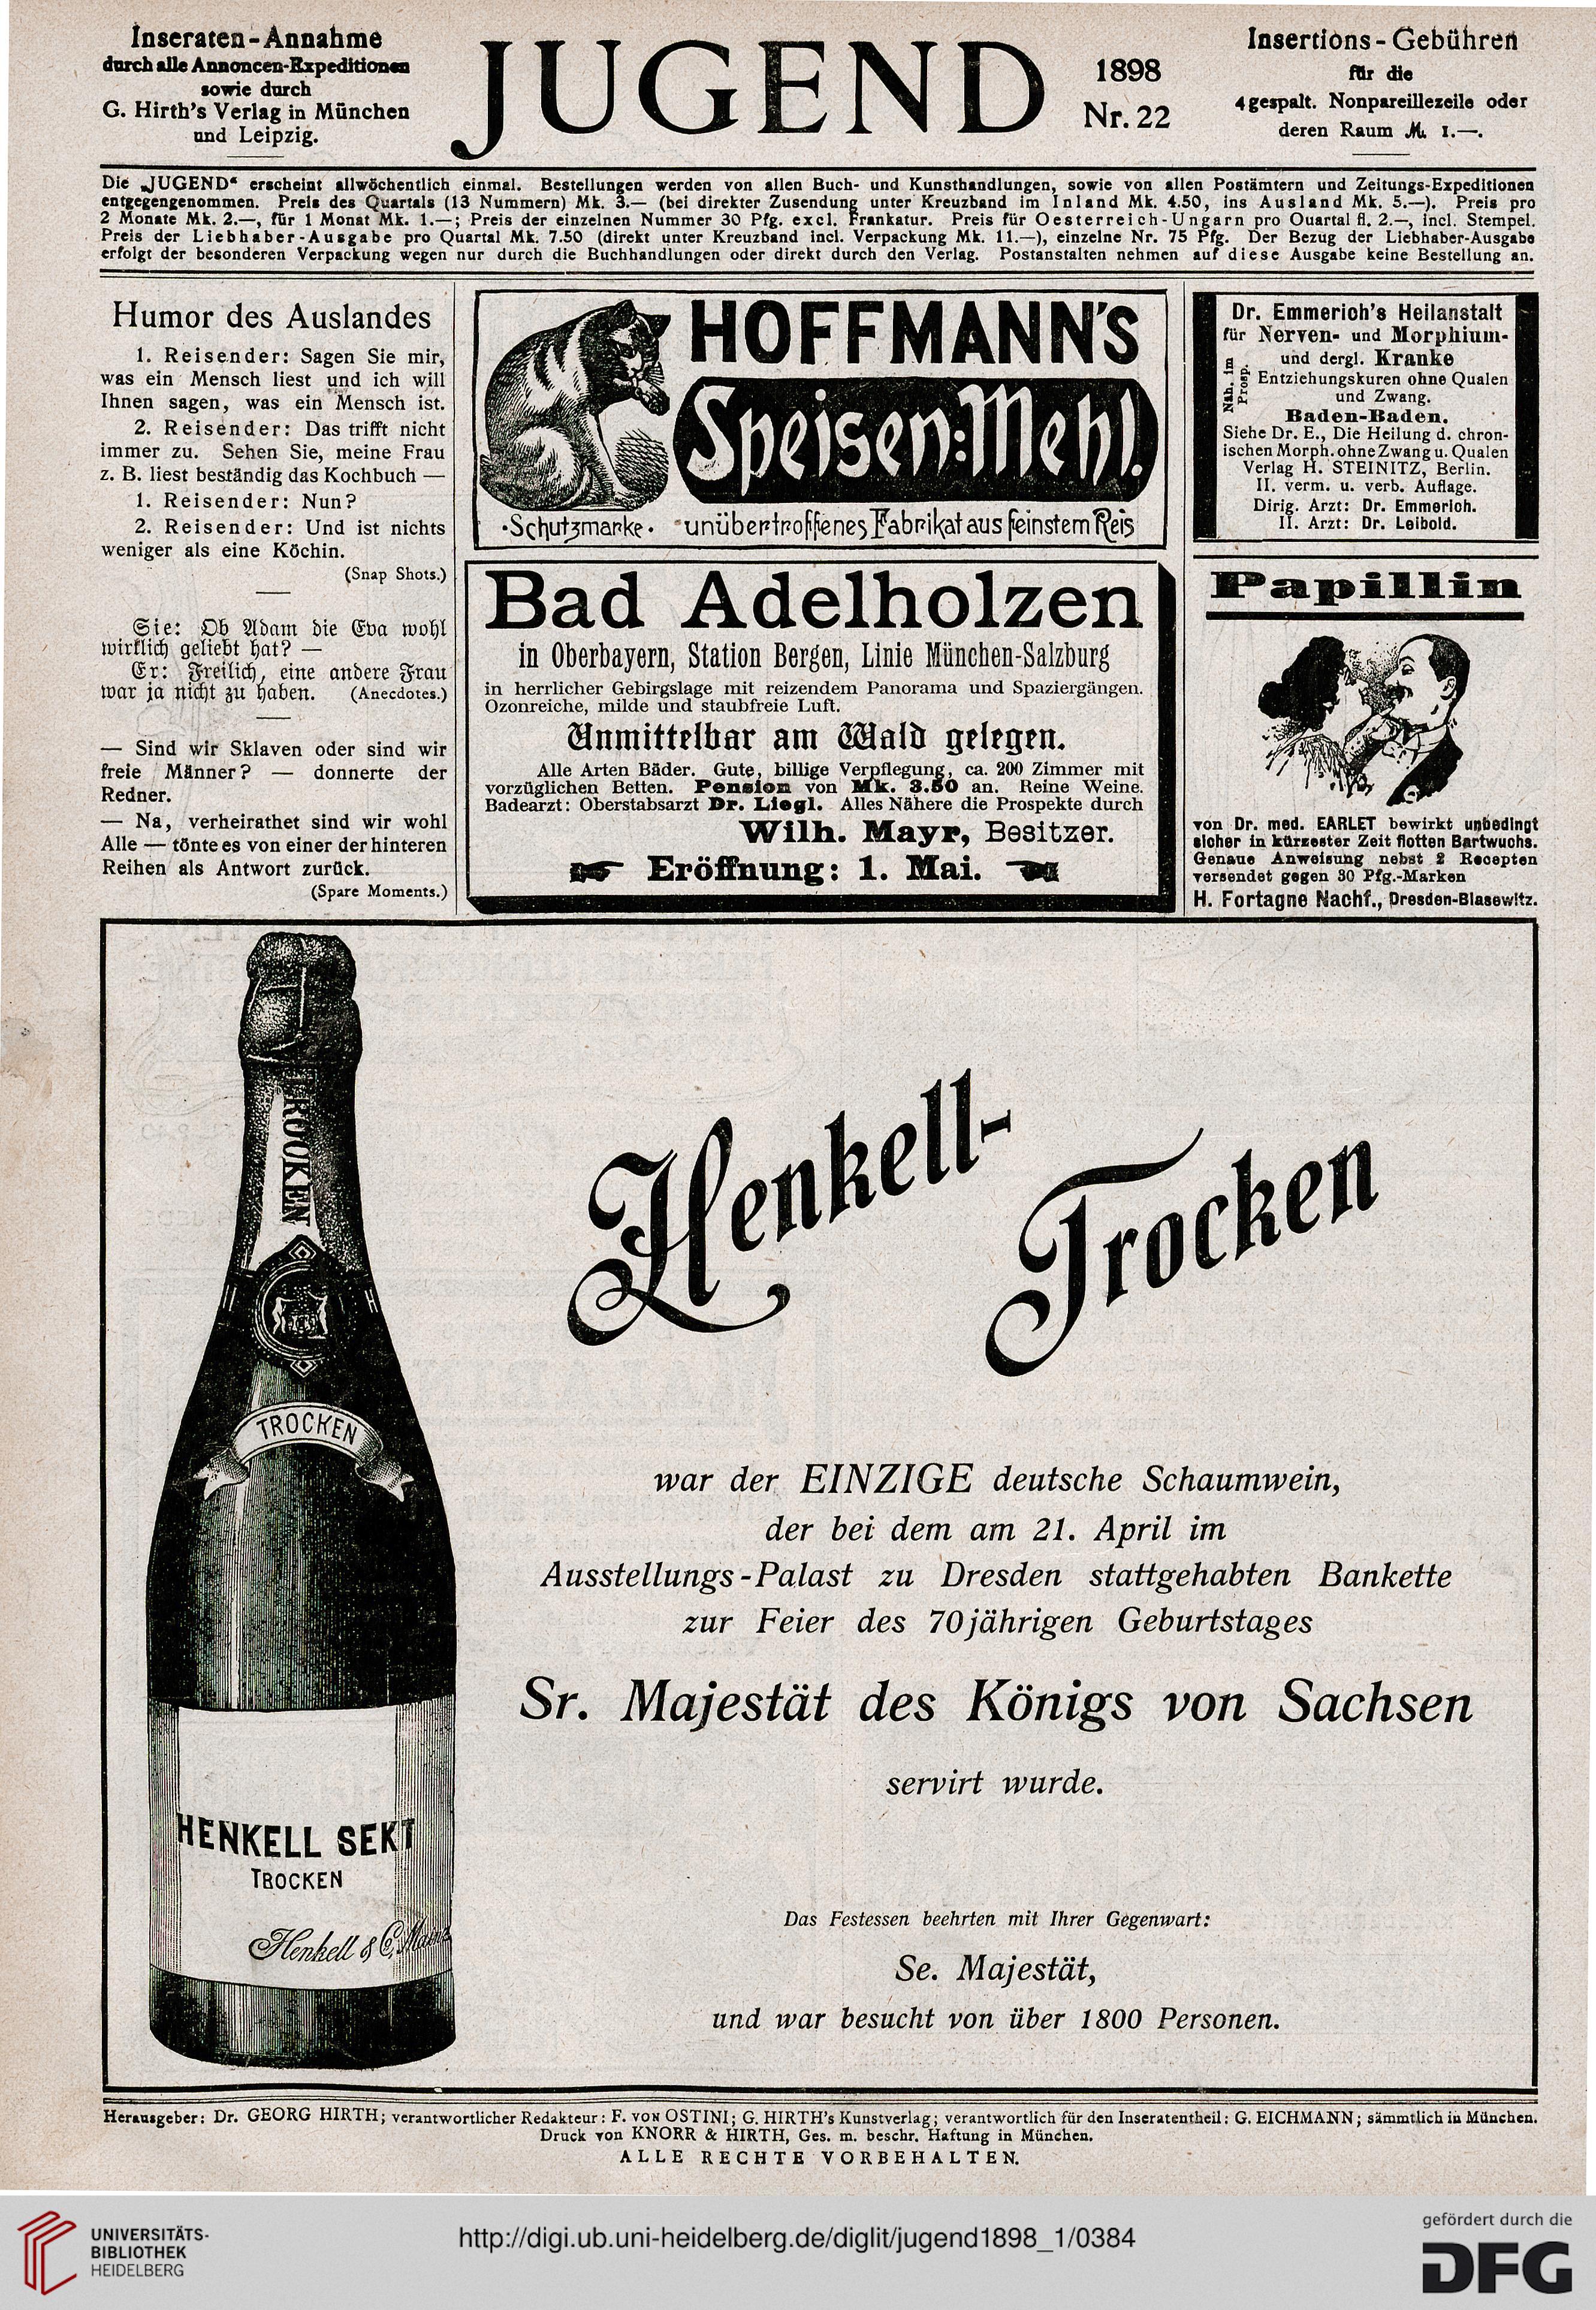 Inseraten-Annahme
durch alle Annoncen-Expeditionen
sowie durch
G. Hirth's Verlag in München
und Leipzig.
JUGEND
1898
Nr. 22
Insertions-Gebühren
für die
4 gespalt. Nonpareillezeile oder
deren Raum M. 1.—.
Die „JUGEND“ erscheint allwöchentlich einmal. Bestellungen werden von allen Buch- und Kunsthandlungen, sowie von allen Postämtern und Zeitungs-Expeditionen
entgegengenommen. Preis des Quartals (13 Nummern) Mk. 3.— (bei direkter Zusendung unter Kreuzband im Inland Mk. 4.50, ins Ausland Mk. 5.—). Preis pro
2 Monate Mk. 2.—, für 1 Monat Mk. 1.—; Preis der einzelnen Nummer 30 Pfg. excl. Frankatur. Preis für Oesterreich-Ungarn pro Quartal fl. 2.—, incl. Stempel.
Preis der Liebhaber-Ausgabe pro Quartal Mk. 7.50 (direkt unter Kreuzband incl. Verpackung Mk. 11.—), einzelne Nr. 75 Pfg. Der Bezug der Liebhaber-Ausgabe
erfolgt der besonderen Verpackung wegen nur durch die Buchhandlungen oder direkt durch den Verlag. Postanstalten nehmen auf diese Ausgabe keine Bestellung an.
Humor des Auslandes
1. Reisender: Sagen Sie mir,
was ein Mensch liest und ich will
Ihnen sagen, was ein Mensch ist.
2. Reisender: Das trifft nicht
immer zu. Sehen Sie, meine Frau
z. B. liest beständig das Kochbuch —
1. Reisender: Nun?
2. Reisender: Und ist nichts
weniger als eine Köchin.
(Snap Shots.)
Sie: Ob Adam die Eva wohl
wirklich geliebt hat? —
Er: Freilich, eine andere Frau
war ja nicht zu haben. (Anecdotes.)
— Sind wir Sklaven oder sind wir
freie Männer? — donnerte der
Redner.
— Na, verheirathet sind wir wohl
Alle — tönte es von einer der hinteren
Reihen als Antwort zurück.
(Spare Moments.)
HOFFMANN'S
Speisen-Mehl.
·Schutzmarke· unübertroffenes Fabrikat aus feinstem Reis
Bad Adelholzen
in Oberbayern, Station Bergen, Linie München-Salzburg
in herrlicher Gebirgslage mit reizendem Panorama und Spaziergängen.
Ozonreiche, milde und staubfreie Luft.
Unmittelbar am Wald gelegen.
Alle Arten Bäder. Gute, billige Verpflegung, ca. 200 Zimmer mit
vorzüglichen Betten. Pension von Mk. 3.50 an. Reine Weine.
Badearzt: Oberstabsarzt Dr. Liegl. Alles Nähere die Prospekte durch
Wilh. Mayr, Besitzer.
Eröffnung: 1. Mai.
Dr. Emmerich's Heilanstalt
für Nerven- und Morphium-
und dergl. Kranke
Entziehungskuren ohne Qualen
und Zwang.
Näh. im
Prosp.
Baden-Baden.
Siehe Dr. E., Die Heilung d. chron-
ischen Morph. ohne Zwang u. Qualen
Verlag H. STEINITZ, Berlin.
II. verm. u. verb. Auflage.
Dirig. Arzt: Dr. Emmerich.
II. Arzt: Dr. Leibold.
Papillin
von Dr. med. EARLET bewirkt unbedingt
sicher in kürzester Zeit flotten Bartwuchs.
Genaue Anweisung nebst 2 Recepten
versendet gegen 30 Pfg.-Marken
H. Fortagne Nachf., Dresden-Blasewitz.
TROCKEN
H H
TROCKEN
HENKELL SEKT
TROCKEN
Henkell & Co. Mainz
Henkell-
Trocken
war der EINZIGE deutsche Schaumwein,
der bei dem am 21. April im
Ausstellungs-Palast zu Dresden stattgehabten Bankette
zur Feier des 70jährigen Geburtstages
Sr. Majestät des Königs von Sachsen
servirt wurde.
Das Festessen beehrten mit Ihrer Gegenwart:
Se. Majestät,
und war besucht von über 1800 Personen.
Herausgeber: Dr. GEORG HIRTH; verantwortlicher Redakteur: F. VON OSTINI; G. HIRTH's Kunstverlag; verantwortlich für den Inseratentheil: G. EICHMANN; sämmtlich in München.
Druck von KNORR & HIRTH, Ges. m. beschr. Haftung in München.
ALLE RECHTE VORBEHALTEN.
UNIVERSITÄTS-
BIBLIOTHEK
HEIDELBERG
http://digi.ub.uni-heidelberg.de/diglit/jugend1898_1/0384
gefördert durch die
DFG